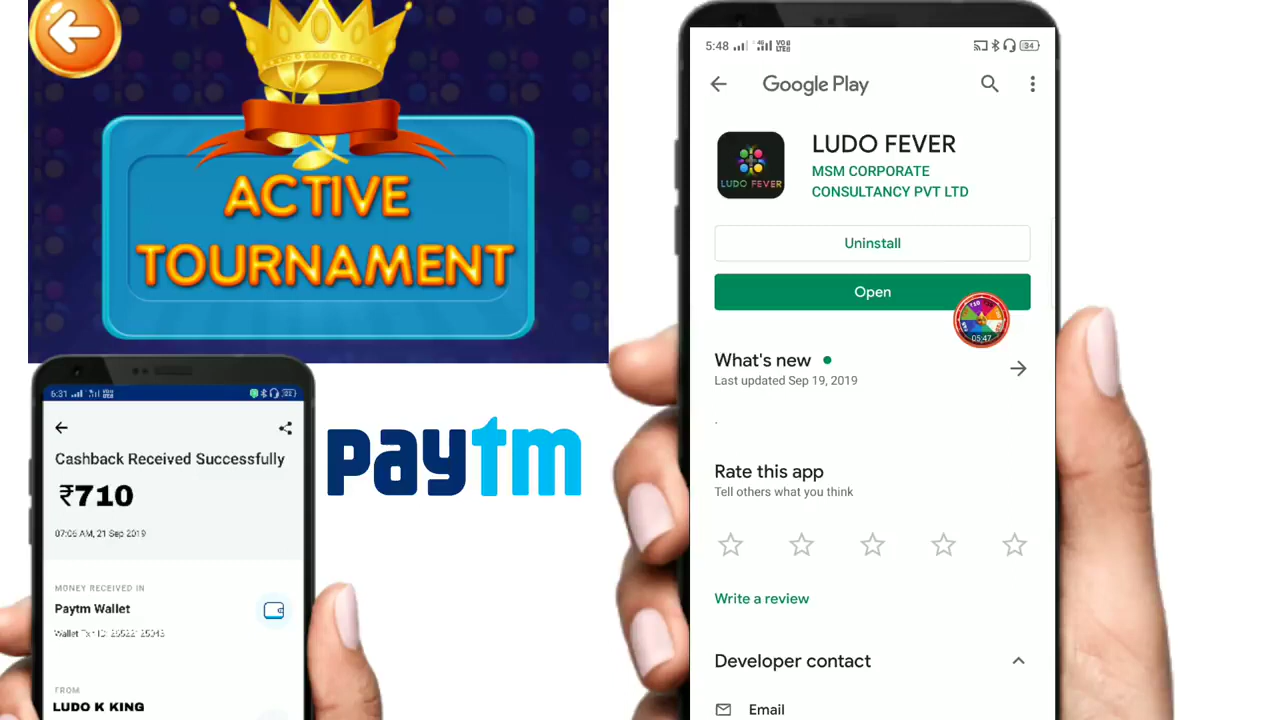 ACTIVE
TOURNAMENT
6:31
Cashback Received Successfully
₹710
07:06 AM, 21 Sep 2019
MONEY RECEIVED IN
Paytm Wallet
FROM
LUDO K KING
paytm
5:48
34
Google Play
LUDO FEVER
LUDO FEVER
MSM CORPORATE
CONSULTANCY PVT LTD
Uninstall
Open
05:47
What's new
Last updated Sep 19, 2019
.
Rate this app
Tell others what you think
Write a review
Developer contact
Email